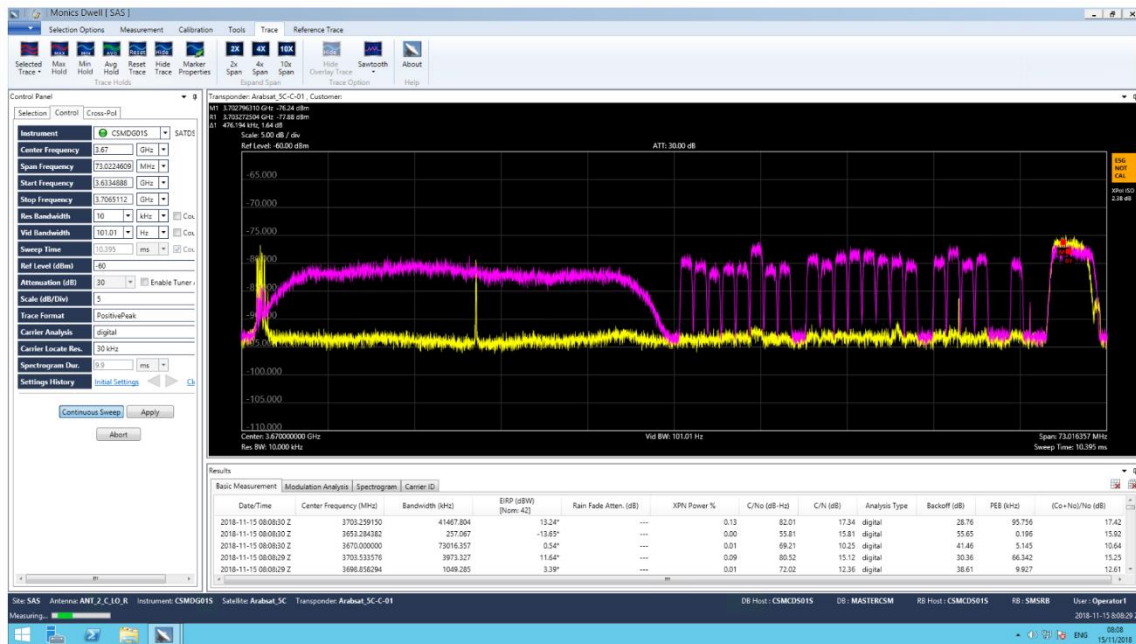 Monics Dwell [ SAS ]
Selection Options Measurement Calibration Tools Trace Reference Trace
Selected Trace Max Hold Min Hold Avg Hold Reset Trace Hide Trace Marker Properties 2X 2x Span 4X 4x Span 10X 10x Span Hide Overlay Trace Sawtooth About
Trace Holds Expand Span Trace Option Help
Control Panel
Selection Control Cross-Pol
Instrument CSMDG01S SATDS
Center Frequency 3.67 GHz
Span Frequency 73.0224609 MHz
Start Frequency 3.6334888 GHz
Stop Frequency 3.7065112 GHz
Res Bandwidth 10 kHz Cou
Vid Bandwidth 101.01 Hz Cou
Sweep Time 10.395 ms Cou
Ref Level (dBm) -60
Attenuation (dB) 30 Enable Tuner
Scale (dB/Div) 5
Trace Format PositivePeak
Carrier Analysis digital
Carrier Locate Res. 30 kHz
Spectrogram Dur. 9.9 ms
Settings History Initial Settings
Continuous Sweep Apply
Abort
Transponder: Arabsat_5C-C-01 , Customer:
M1 3.702796310 GHz -76.24 dBm
R1 3.703272504 GHz -77.88 dBm
Δ1 476.194 kHz, 1.64 dB
Scale: 5.00 dB / div
Ref Level: -60.00 dBm ATT: 30.00 dB
ESG NOT CAL
XPol ISO
2.38 dB
-65.000
-70.000
-75.000
-100.000
-105.000
-110.000
Center: 3.670000000 GHz Vid BW: 101.01 Hz Span: 73.016357 MHz
Res BW: 10.000 kHz Sweep Time: 10.395 ms
Results
Basic Measurement Modulation Analysis Spectrogram Carrier ID
Date/Time Center Frequency (MHz) Bandwidth (kHz) EIRP (dBW) [Nom: 42] Rain Fade Atten. (dB) XPN Power % C/No (dB-Hz) C/N (dB) Analysis Type Backoff (dB) PEB (kHz) (Co+No)/No (dB)
2018-11-15 08:08:30 Z 3703.259150 41467.804 13.24* --- 0.13 82.01 17.34 digital 28.76 95.756 17.42
2018-11-15 08:08:30 Z 3653.284382 257.067 -13.65* --- 0.00 55.81 15.81 digital 55.65 0.196 15.92
2018-11-15 08:08:30 Z 3670.000000 73016.357 0.54* --- 0.01 69.21 10.25 digital 41.46 5.145 10.64
2018-11-15 08:08:29 Z 3703.533576 3973.327 11.64* --- 0.09 80.52 15.12 digital 30.36 66.342 15.25
2018-11-15 08:08:29 Z 3698.858294 1049.285 3.39* --- 0.01 72.02 12.36 digital 38.61 9.927 12.61
Site: SAS Antenna: ANT_2_C_LO_R Instrument: CSMDG01S Satellite: Arabsat_5C Transponder: Arabsat_5C-C-01 DB Host : CSMCDS01S DB : MASTERCSM RB Host : CSMCDS01S RB : SMSRB User : Operator1
Measuring... 2018-11-15 8:08:29
ENG 08:08
15/11/2018